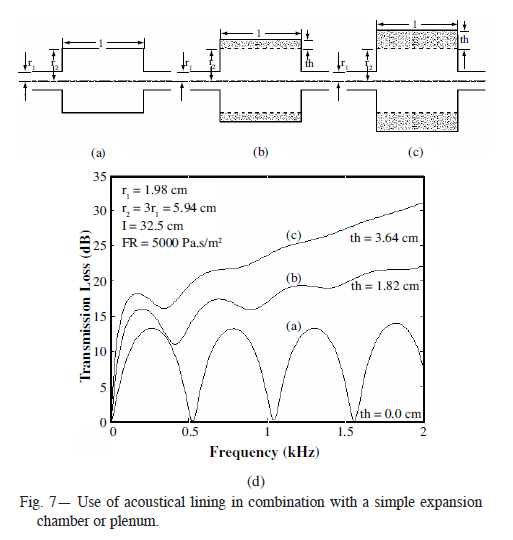 1
1
1
th
th
r1
r2
r1
r2
r1
r2
(a)
(b)
(c)
35
30
25
20
15
10
5
0
Transmission Loss (dB)
r1 = 1.98 cm
r2 = 3r1 = 5.94 cm
I = 32.5 cm
FR = 5000 Pa.s/m²
(c)
th = 3.64 cm
(b)
th = 1.82 cm
(a)
th = 0.0 cm
0
0.5
1
1.5
2
Frequency (kHz)
(d)
Fig. 7— Use of acoustical lining in combination with a simple expansion
chamber or plenum.